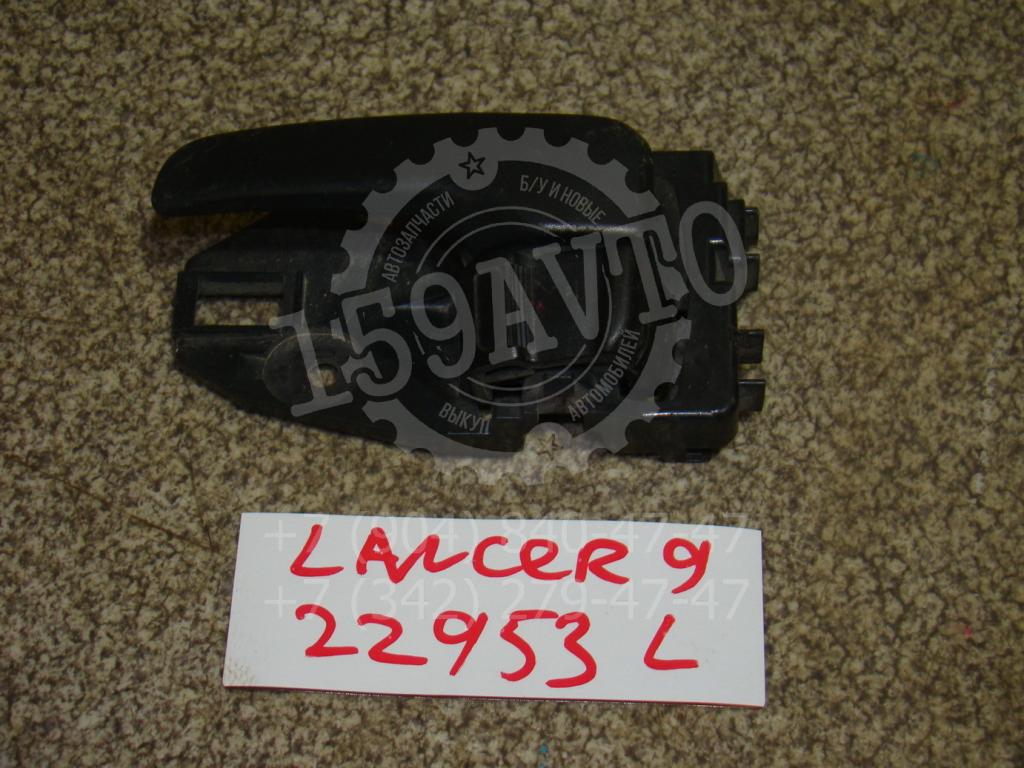 Б/У И НОВЫЕ
АВТОЗАПЧАСТИ
159AVTO
ВЫКУП
АВТОМОБИЛЕЙ
+7 (904) 840-47-47
LANCER 9
+7 (342) 279-47-47
22953 L